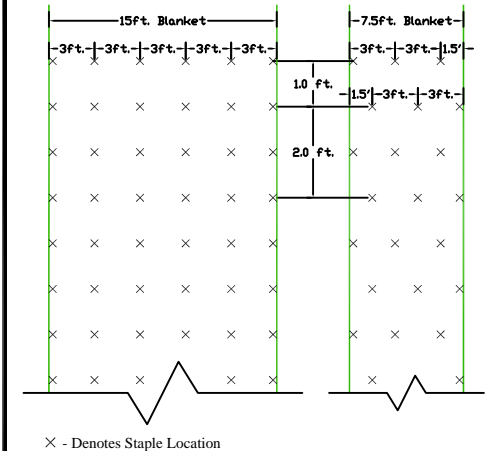 15ft. Blanket
7.5ft. Blanket
3ft. 3ft. 3ft. 3ft. 3ft.
3ft. 3ft. 1.5'
1.0 ft.
1.5' 3ft. 3ft.
2.0 ft.
× - Denotes Staple Location